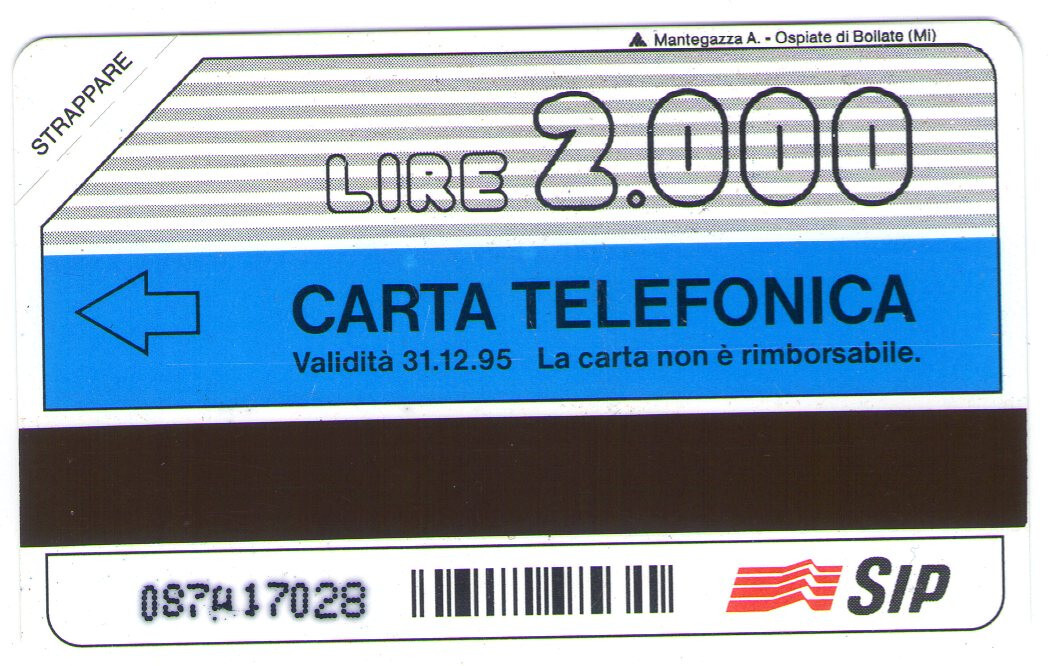 Mantegazza A. - Ospiate di Bollate (Mi)
STRAPPARE
LIRE 2.000
CARTA TELEFONICA
Validità 31.12.95 La carta non è rimborsabile.
SIP